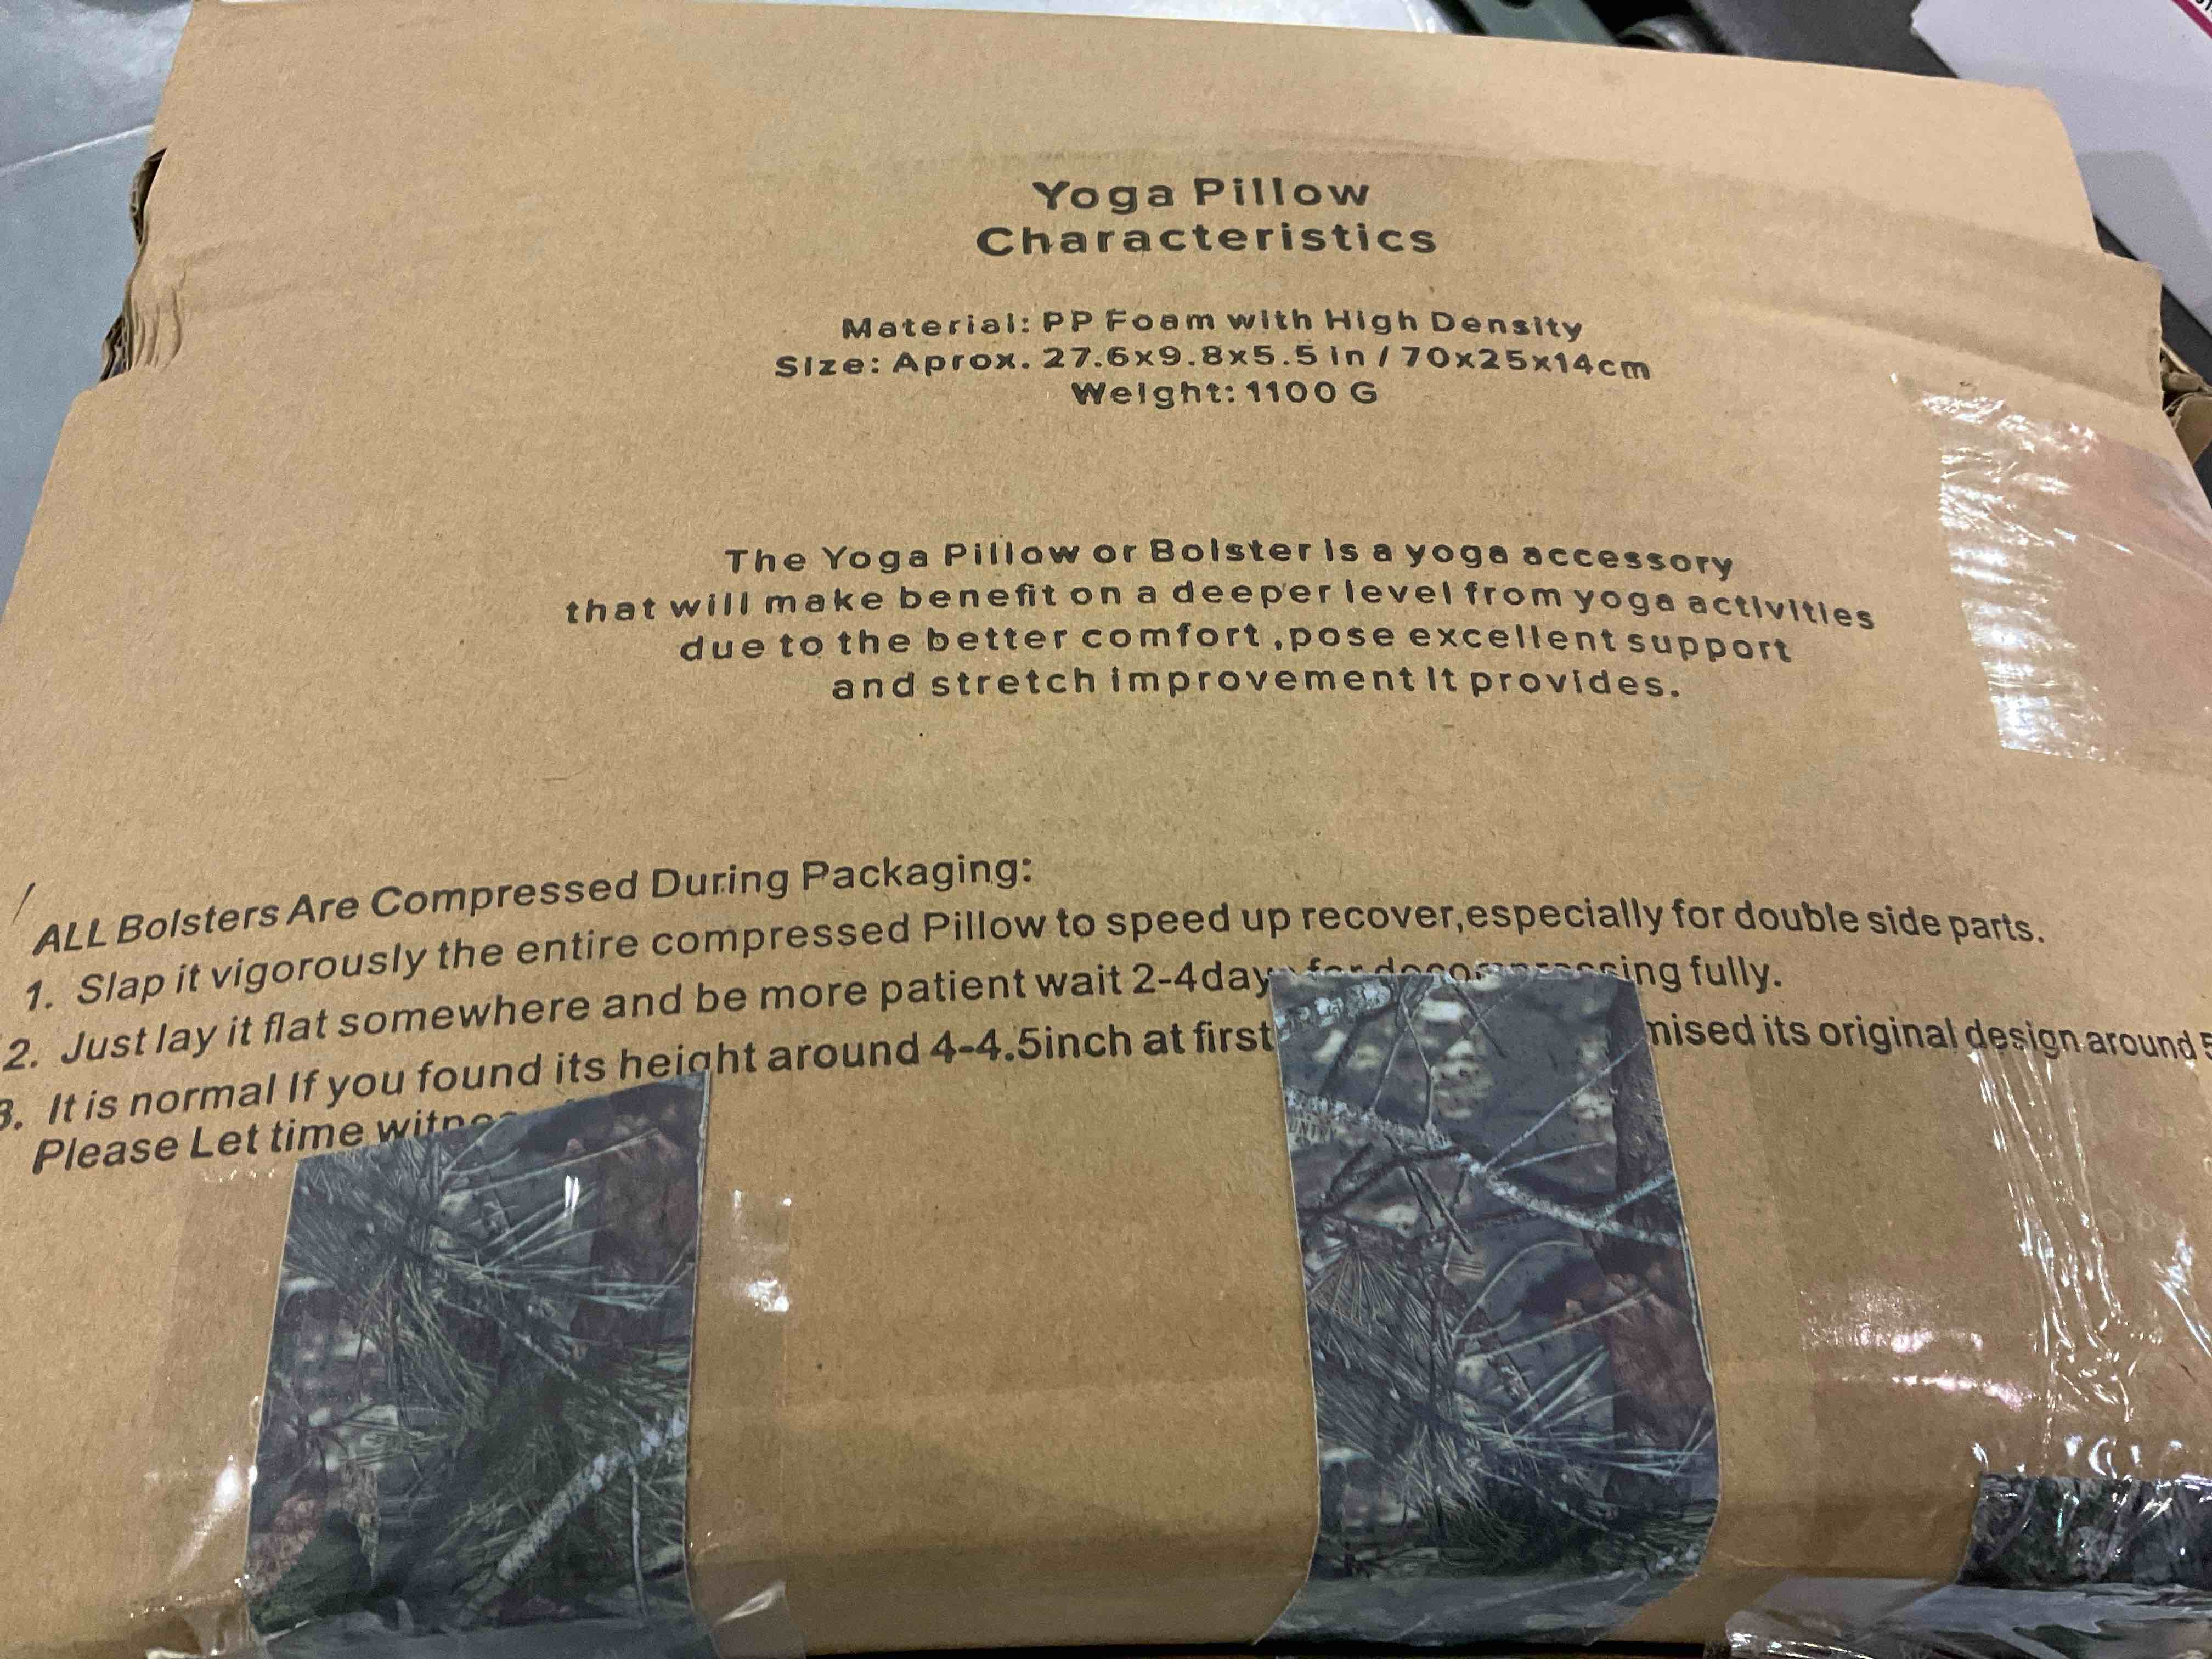 Yoga Pillow
Characteristics
Material: PP Foam with High Density
Size: Aprox. 27.6x9.8x5.5 in / 70x25x14cm
Weight: 1100 G
The Yoga Pillow or Bolster is a yoga accessory
that will make benefit on a deeper level from yoga activities
due to the better comfort ,pose excellent support
and stretch improvement It provides.
ALL Bolsters Are Compressed During Packaging:
1. Slap it vigorously the entire compressed Pillow to speed up recover,especially for double side parts.
2. Just lay it flat somewhere and be more patient wait 2-4days for decompressing fully.
3. It is normal If you found its height around 4-4.5inch at first its original design around
Please Let time